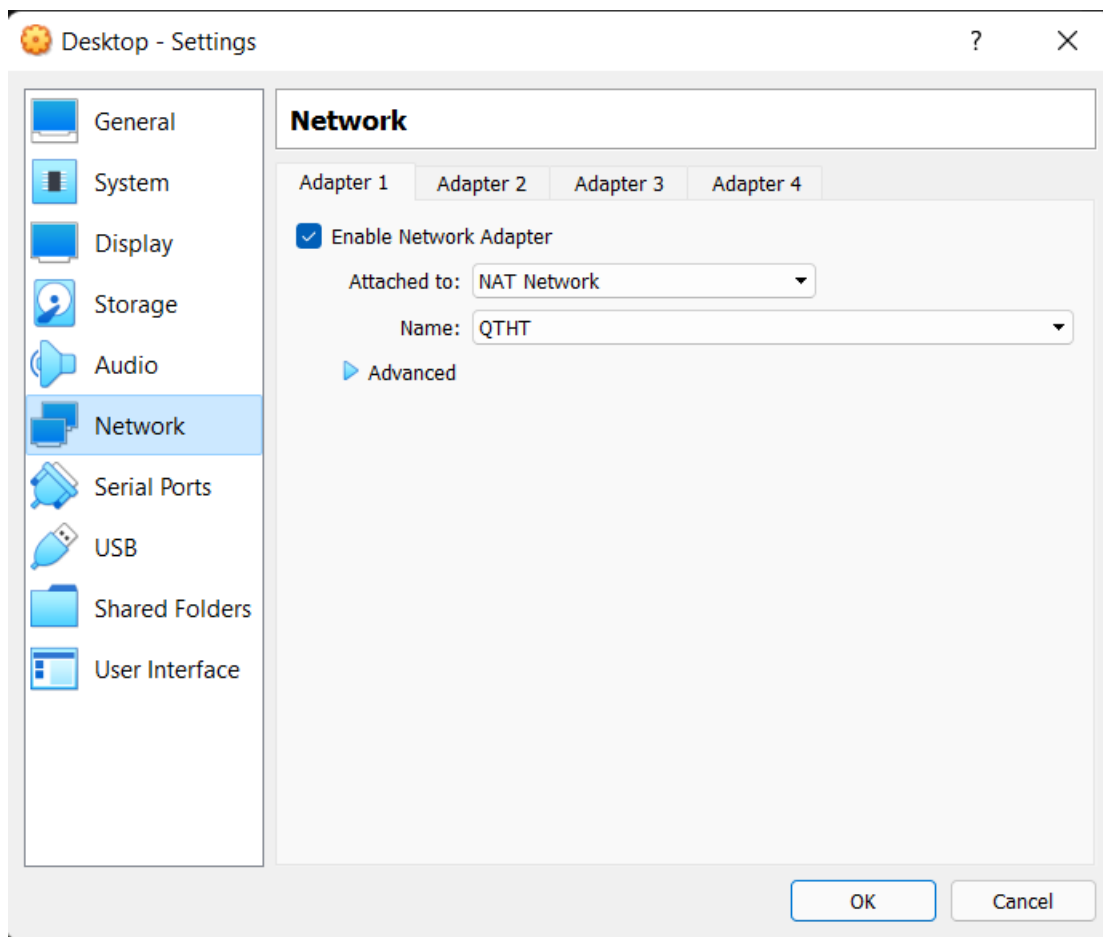 Desktop - Settings
?
General
System
Display
Storage
Audio
Network
Serial Ports
USB
Shared Folders
User Interface
Network
Adapter 1
Adapter 2
Adapter 3
Adapter 4
Enable Network Adapter
Attached to: NAT Network
Name: QTHT
Advanced
OK
Cancel